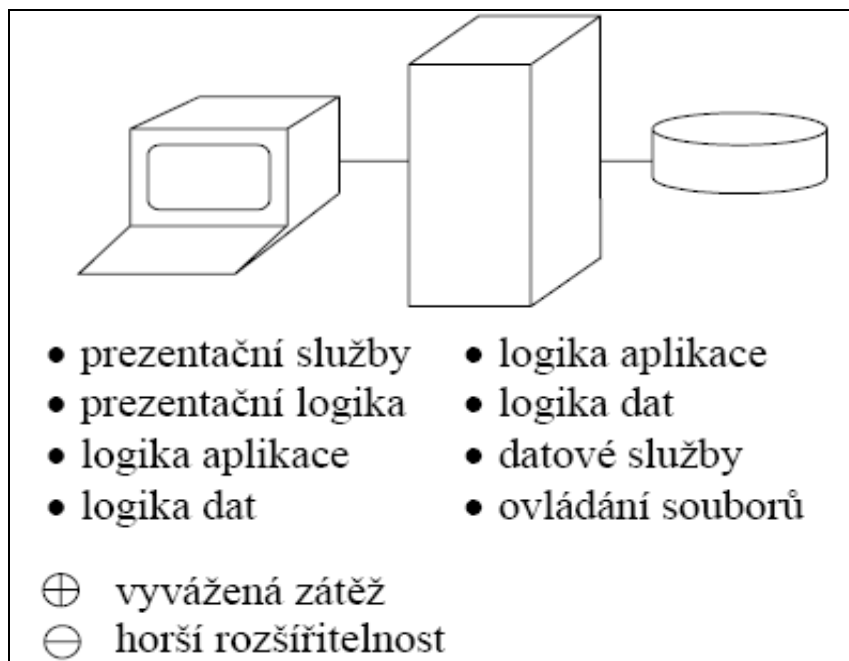 • prezentační služby
• prezentační logika
• logika aplikace
• logika dat
• logika aplikace
• logika dat
• datové služby
• ovládání souborů
⊕ vyvážená zátěž
⊖ horší rozšířitelnost